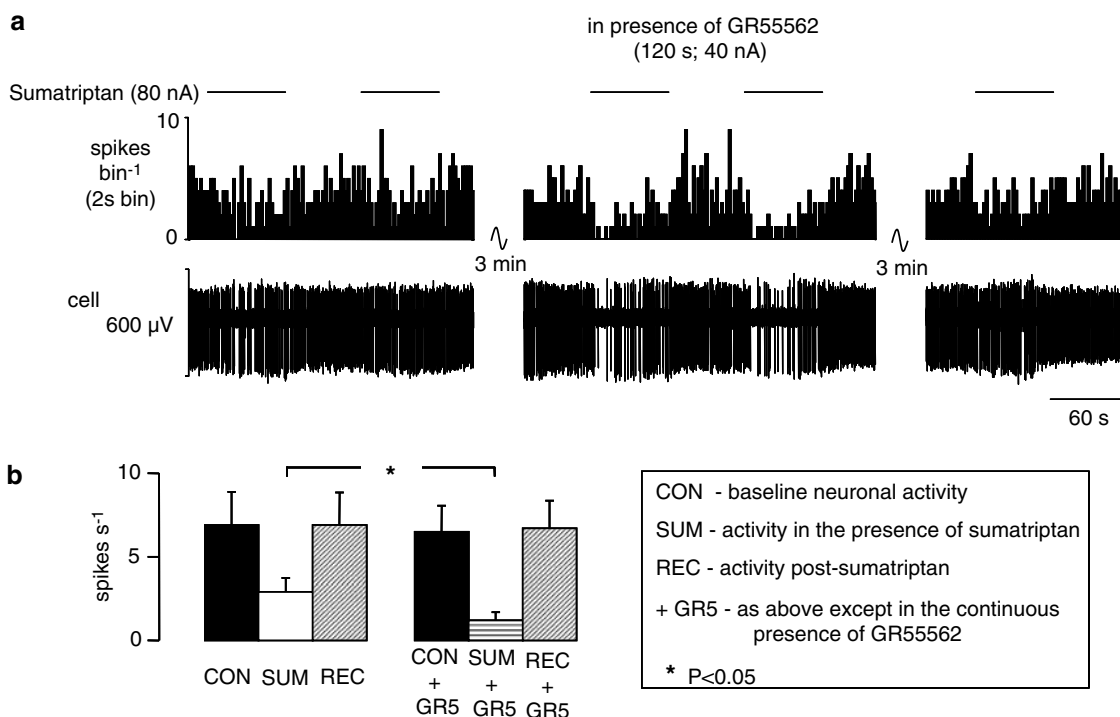 a
in presence of GR55562
(120 s; 40 nA)
Sumatriptan (80 nA)
10
spikes
bin-1
(2s bin)
0
3 min
3 min
cell
600 µV
60 s
b
10
spikes s-1
5
0
CON SUM REC
CON SUM REC
+ + +
GR5 GR5 GR5
*
CON - baseline neuronal activity
SUM - activity in the presence of sumatriptan
REC - activity post-sumatriptan
+ GR5 - as above except in the continuous
presence of GR55562
* P<0.05